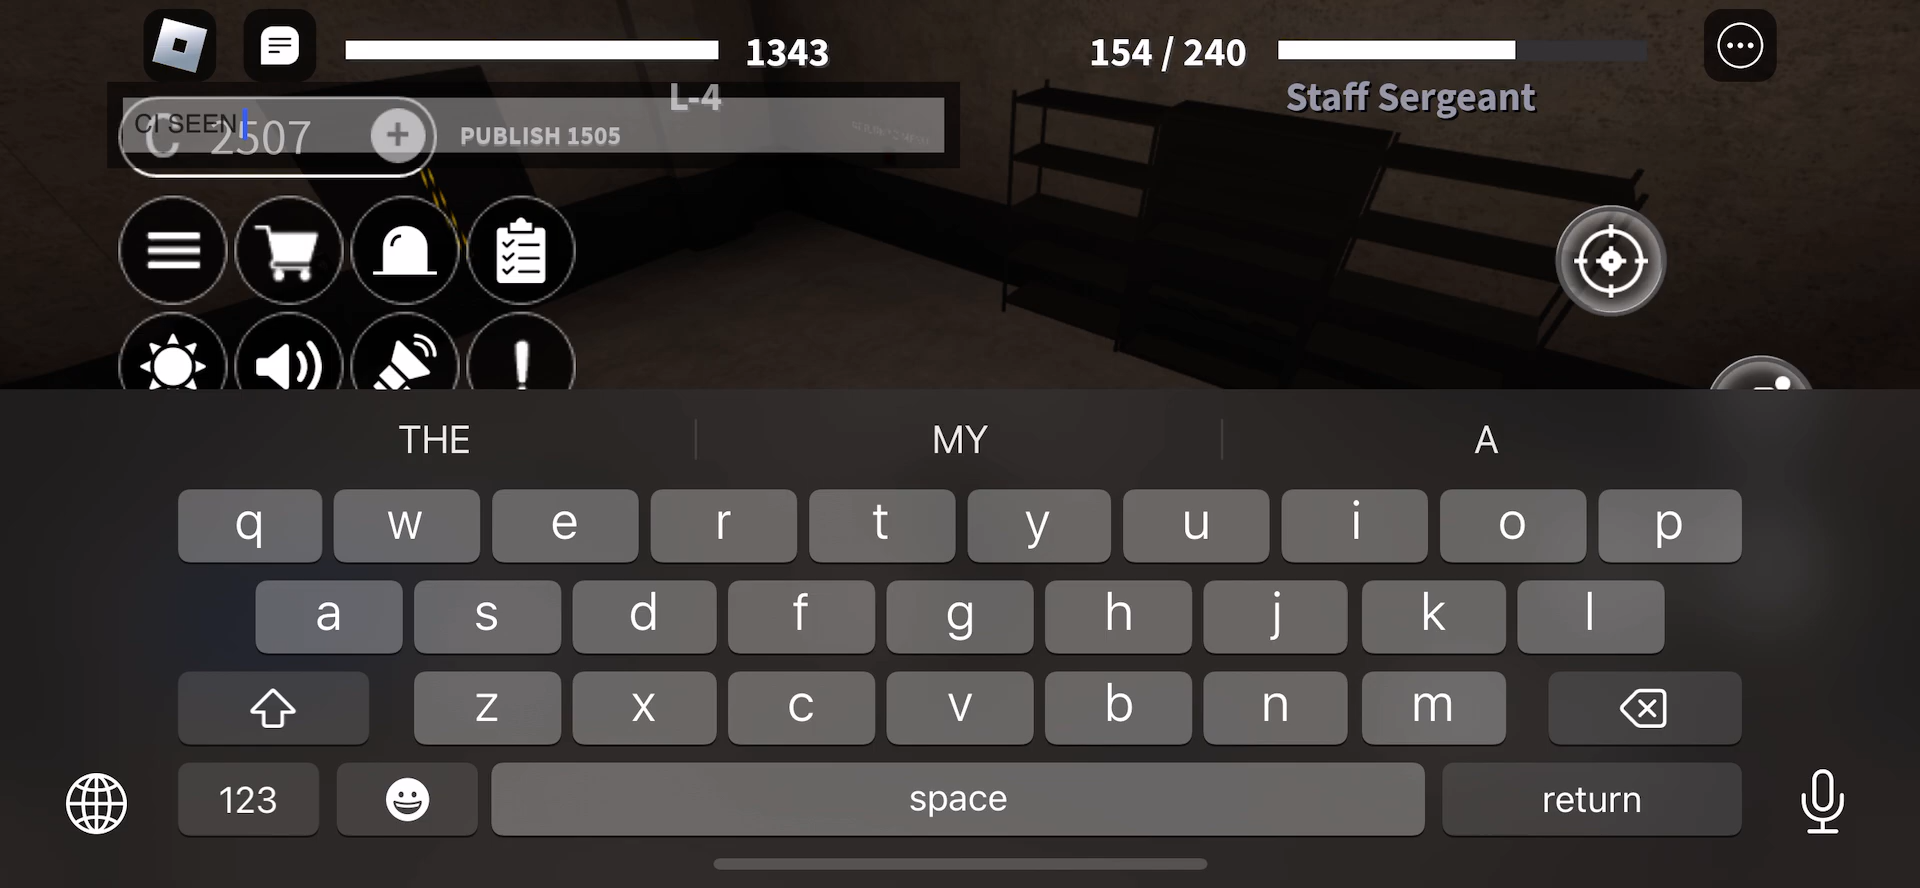 1343
154 / 240
L-4
Staff Sergeant
CI SEEN
C 2507
+
PUBLISH 1505
THE
MY
A
q w e r t y u i o p
a s d f g h j k l
z x c v b n m
123
space
return